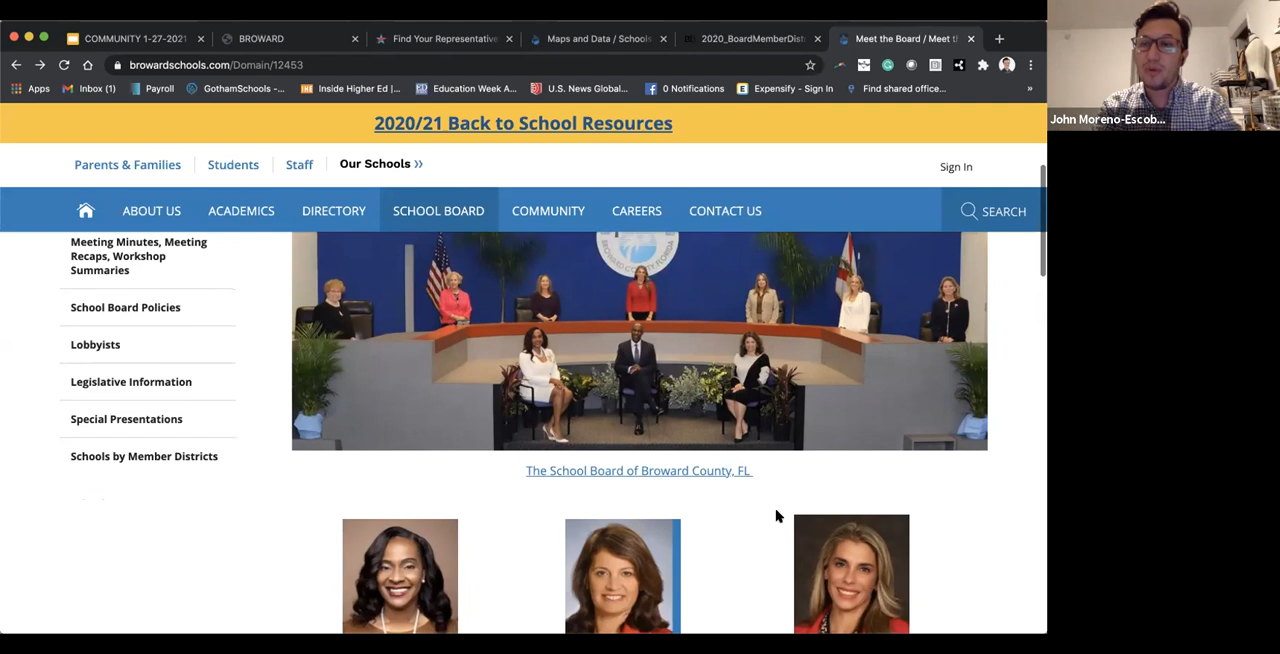 COMMUNITY 1-27-2021
BROWARD
Find Your Representative
Maps and Data / Schools
2020_BoardMemberDist
Meet the Board / Meet t
browardschools.com/Domain/12453
Apps
Inbox (1)
Payroll
GothamSchools -...
Inside Higher Ed |...
Education Week A...
U.S. News Global...
0 Notifications
Expensify - Sign In
Find shared office...
»
John Moreno-Escob...
2020/21 Back to School Resources
Parents & Families
Students
Staff
Our Schools »
Sign In
ABOUT US
ACADEMICS
DIRECTORY
SCHOOL BOARD
COMMUNITY
CAREERS
CONTACT US
SEARCH
Meeting Minutes, Meeting
Recaps, Workshop
Summaries
School Board Policies
Lobbyists
Legislative Information
Special Presentations
Schools by Member Districts
BROWARD COUNTY, FLORIDA
The School Board of Broward County, FL